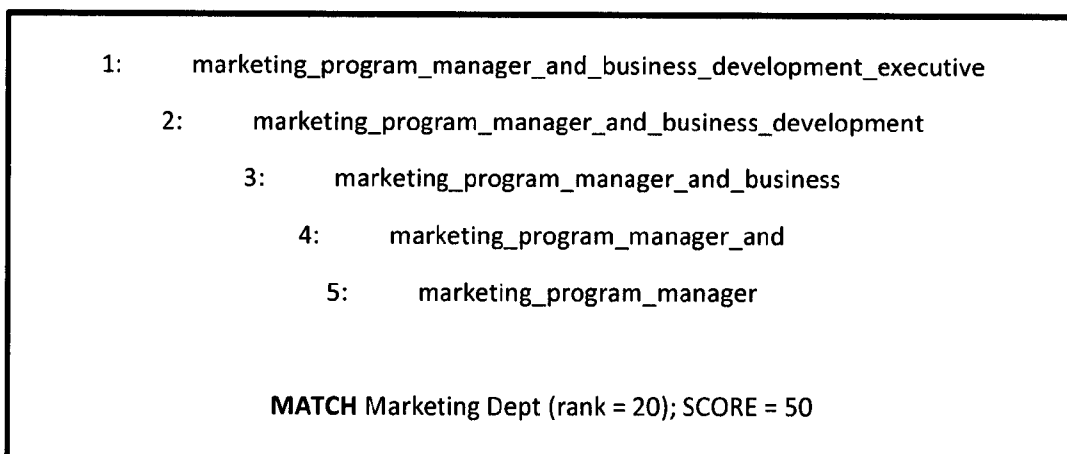 1: marketing_program_manager_and_business_development_executive
2: marketing_program_manager_and_business_development
3: marketing_program_manager_and_business
4: marketing_program_manager_and
5: marketing_program_manager
MATCH Marketing Dept (rank = 20); SCORE = 50